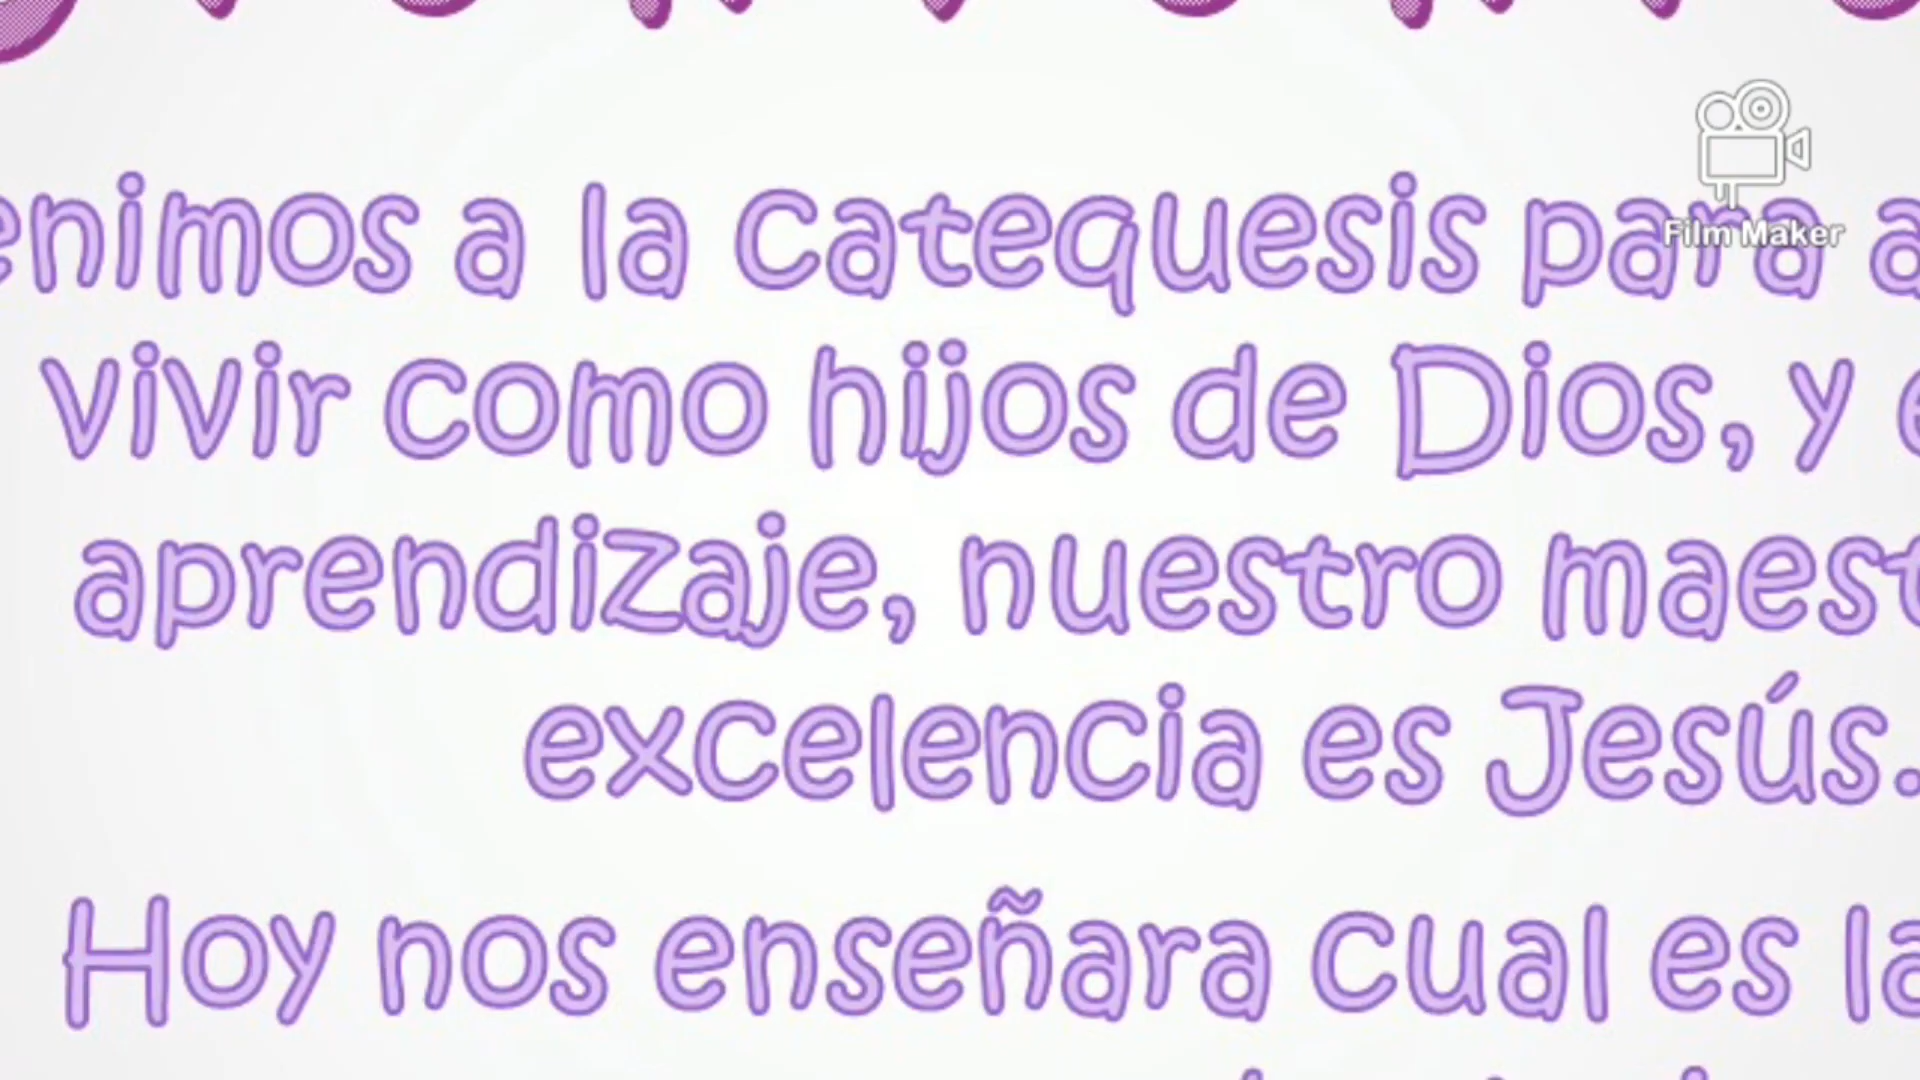 Film Maker
enimos a la catequesis para a
vivir como hijos de Dios, y e
aprendizaje, nuestro maest
excelencia es Jesús.
Hoy nos enseñara cual es la